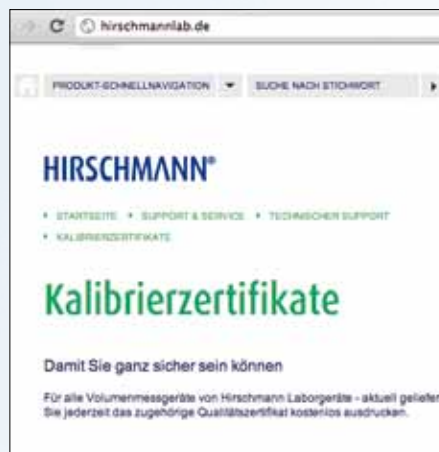 hirschmannlab.de
PRODUKT-SCHNELLNAVIGATION SUCHE NACH STICHWORT
HIRSCHMANN®
STARTSEITE SUPPORT & SERVICE TECHNISCHER SUPPORT
KALIBRIERZERTIFIKATE
Kalibrierzertifikate
Damit Sie ganz sicher sein können
Für alle Volumenmessgeräte von Hirschmann Laborgeräte - aktuell geliefer
Sie jederzeit das zugehörige Qualitätszertifikat kostenlos ausdrucken.